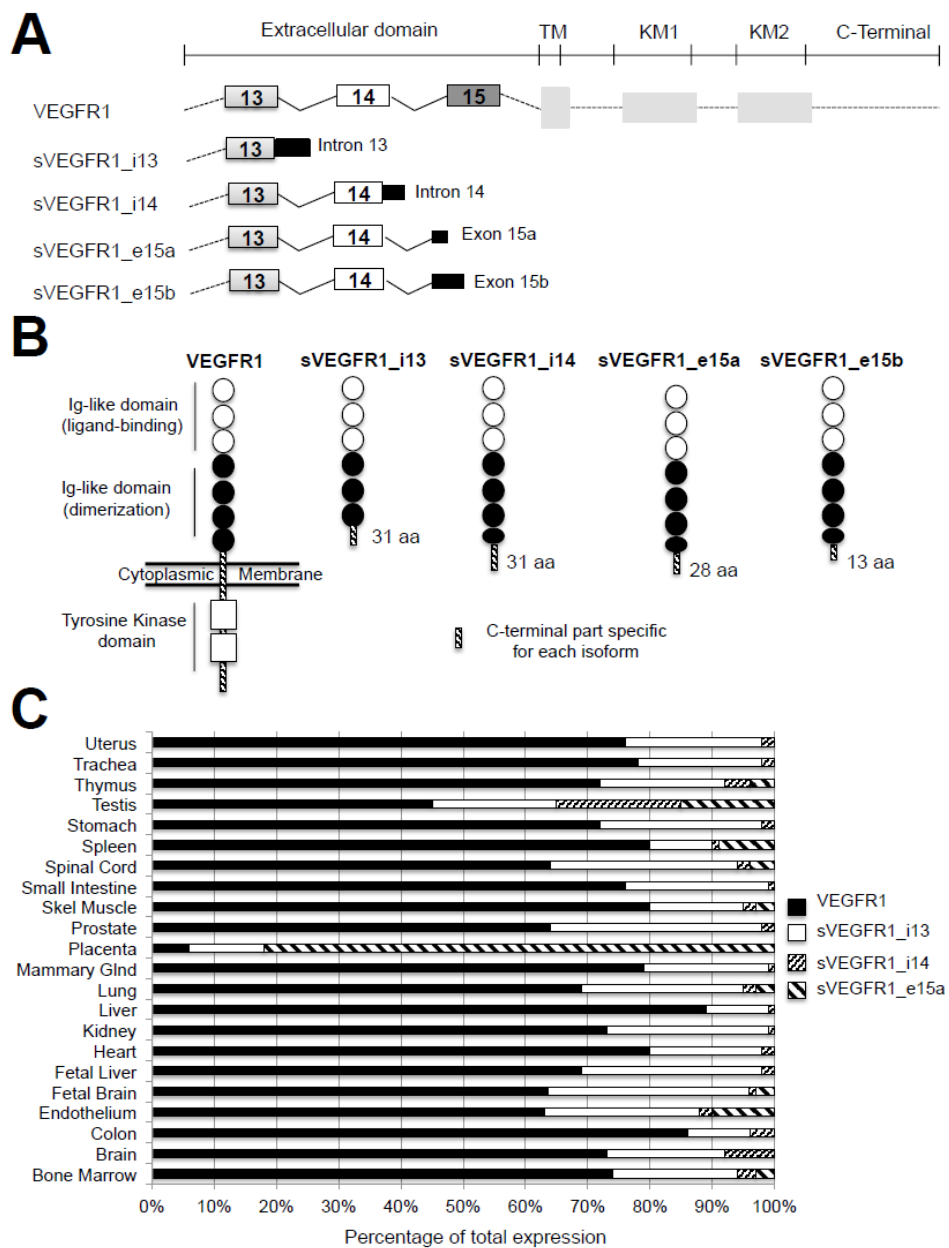 A
Extracellular domain TM KM1 KM2 C-Terminal
VEGFR1 13 14 15
sVEGFR1_i13 13 Intron 13
sVEGFR1_i14 13 14 Intron 14
sVEGFR1_e15a 13 14 Exon 15a
sVEGFR1_e15b 13 14 Exon 15b
B
VEGFR1 sVEGFR1_i13 sVEGFR1_i14 sVEGFR1_e15a sVEGFR1_e15b
Ig-like domain
(ligand-binding)
Ig-like domain
(dimerization)
31 aa
31 aa
28 aa
13 aa
Cytoplasmic Membrane
Tyrosine Kinase
domain
C-terminal part specific
for each isoform
C
Uterus
Trachea
Thymus
Testis
Stomach
Spleen
Spinal Cord
Small Intestine
Skel Muscle
Prostate
Placenta
Mammary Glnd
Lung
Liver
Kidney
Heart
Fetal Liver
Fetal Brain
Endothelium
Colon
Brain
Bone Marrow
VEGFR1
sVEGFR1_i13
sVEGFR1_i14
sVEGFR1_e15a
0% 10% 20% 30% 40% 50% 60% 70% 80% 90% 100%
Percentage of total expression